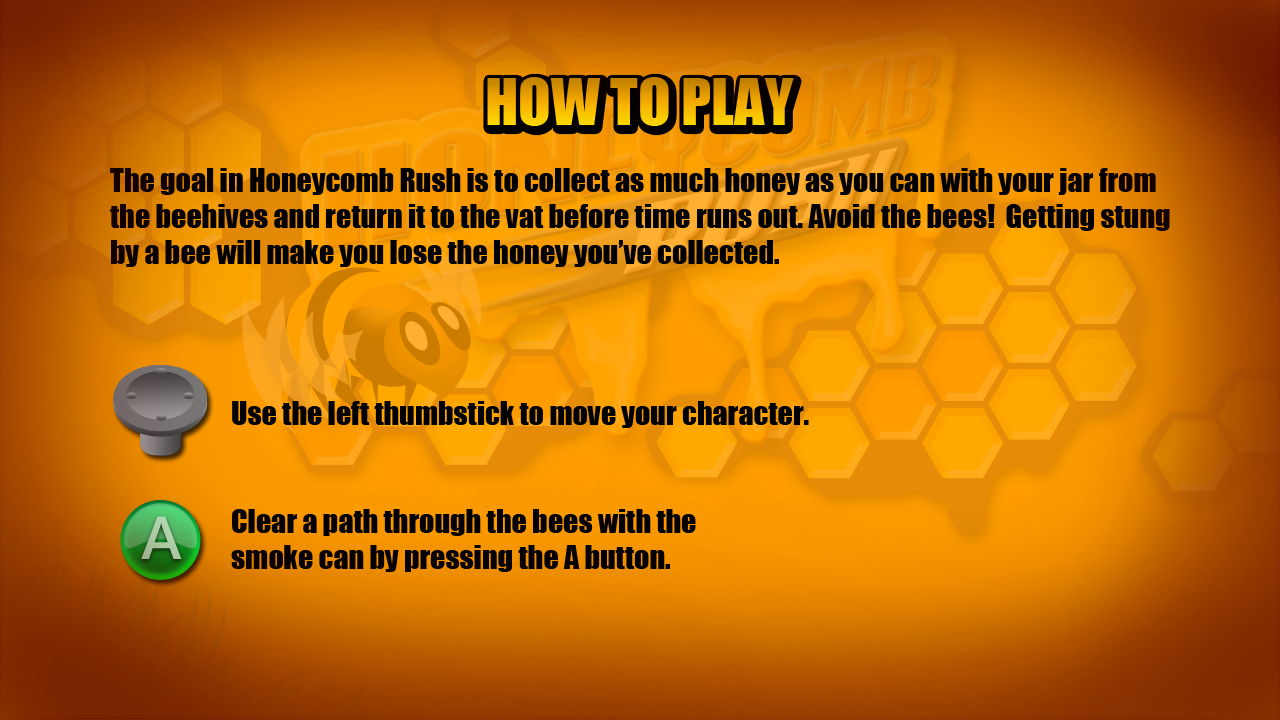 HOW TO PLAY
HONEYCOMB
RUSH
The goal in Honeycomb Rush is to collect as much honey as you can with your jar from
the beehives and return it to the vat before time runs out. Avoid the bees!  Getting stung
by a bee will make you lose the honey you’ve collected.
Use the left thumbstick to move your character.
A
Clear a path through the bees with the
smoke can by pressing the A button.